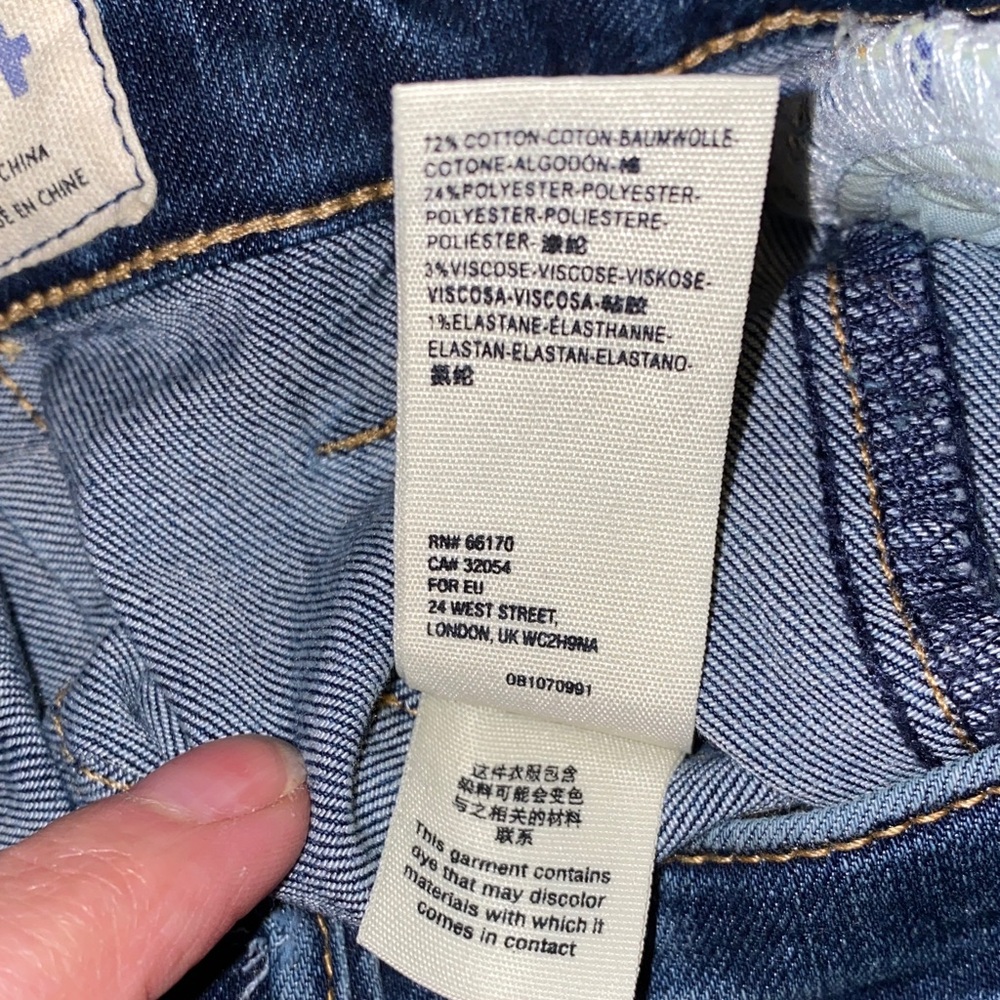 4
CHINA
EN CHINE
72% COTTON-COTON-BAUMWOLLE-
COTONE-ALGODÓN-棉
24%POLYESTER-POLYESTER-
POLYESTER-POLIESTERE-
POLIÉSTER-涤纶
3%VISCOSE-VISCOSE-VISKOSE-
VISCOSA-VISCOSA-黏胶
1%ELASTANE-ÉLASTHANNE-
ELASTAN-ELASTAN-ELASTANO-
氨纶
RN# 66170
CA# 32054
FOR EU
24 WEST STREET,
LONDON, UK WC2H9NA
OB1070991
这件衣服包含
染料可能会变色
与之相关的材料
联系
This garment contains
dye that may discolor
materials with which it
comes in contact